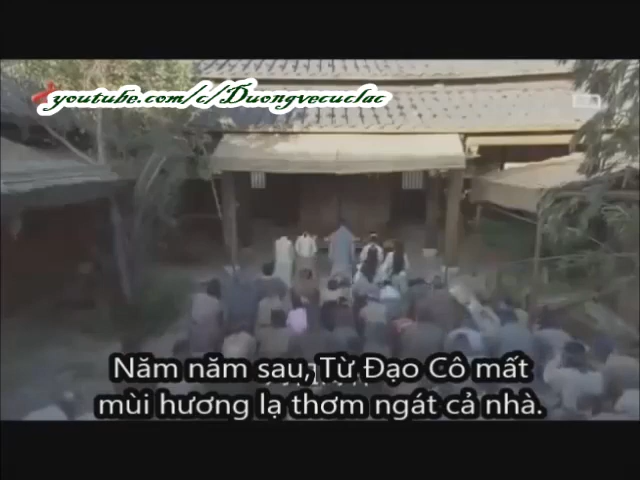 youtube.com/c/Duongvecuclac
Năm năm sau, Từ Đạo Cô mất
mùi hương lạ thơm ngát cả nhà.